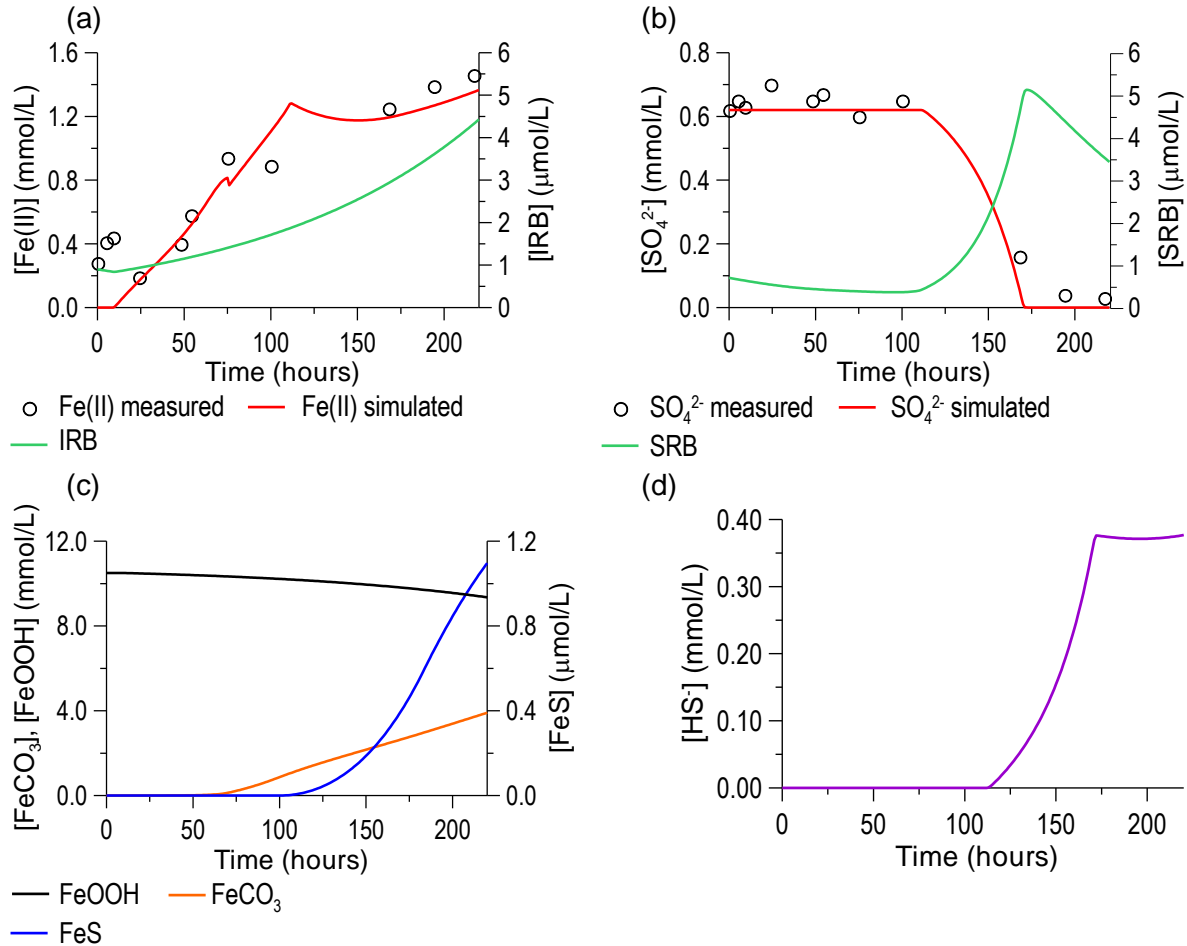 (a)
[Fe(II)] (mmol/L)
1.6
1.2
0.8
0.4
0.0
6
5
4
3
2
1
0
[IRB] (μmol/L)
0 50 100 150 200
Time (hours)
Fe(II) measured Fe(II) simulated
IRB
(b)
[SO₄²⁻] (mmol/L)
0.8
0.6
0.4
0.2
0.0
6
5
4
3
2
1
0
[SRB] (μmol/L)
0 50 100 150 200
Time (hours)
SO₄²⁻ measured SO₄²⁻ simulated
SRB
(c)
[FeCO₃], [FeOOH] (mmol/L)
12.0
8.0
4.0
0.0
1.2
0.8
0.4
0.0
[FeS] (μmol/L)
0 50 100 150 200
Time (hours)
FeOOH FeCO₃
FeS
(d)
[HS⁻] (mmol/L)
0.40
0.30
0.20
0.10
0.00
0 50 100 150 200
Time (hours)